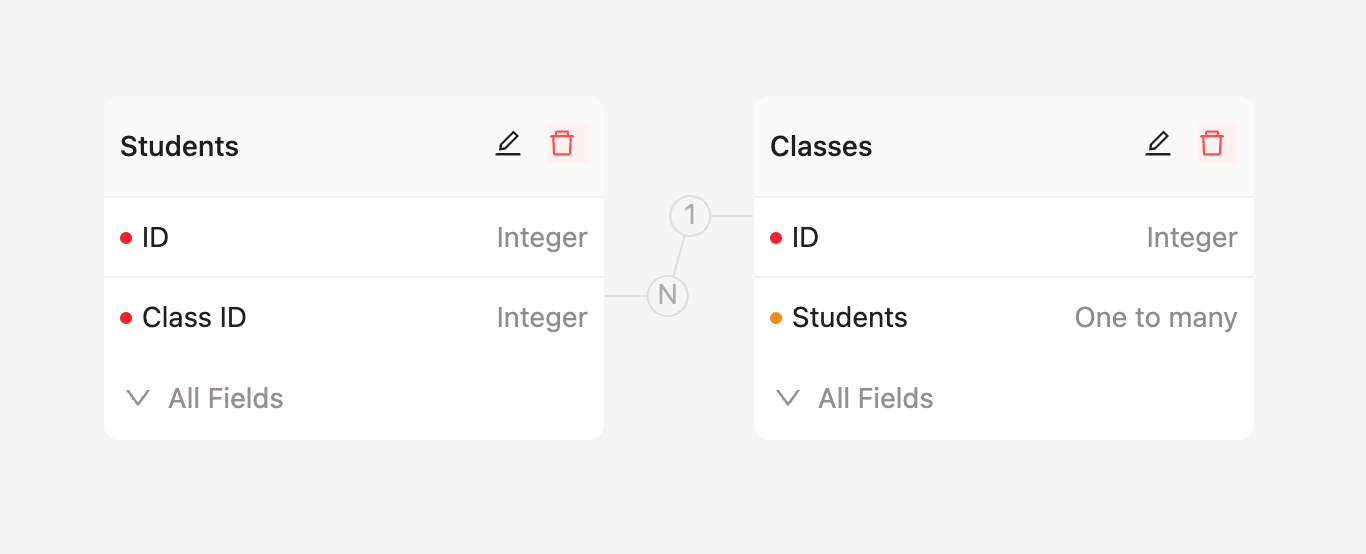 Students
ID Integer
Class ID Integer
All Fields
1
N
Classes
ID Integer
Students One to many
All Fields